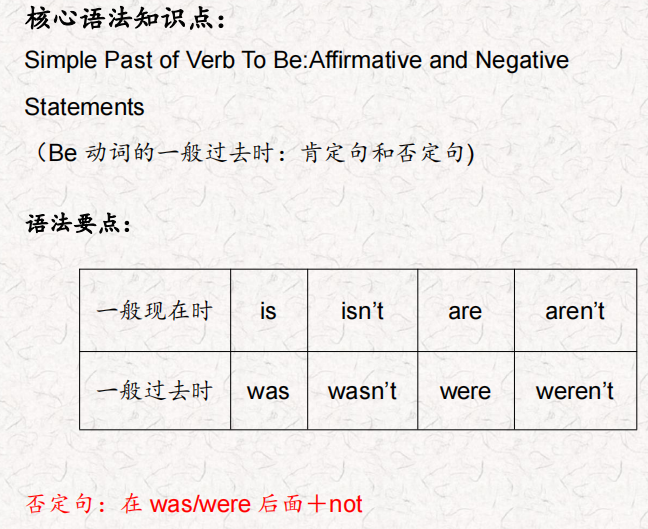 核心语法知识点：
Simple Past of Verb To Be:Affirmative and Negative
Statements
（Be 动词的一般过去时：肯定句和否定句)
语法要点：
一般现在时 is isn’t are aren’t
一般过去时 was wasn’t were weren’t
否定句：在 was/were 后面＋not